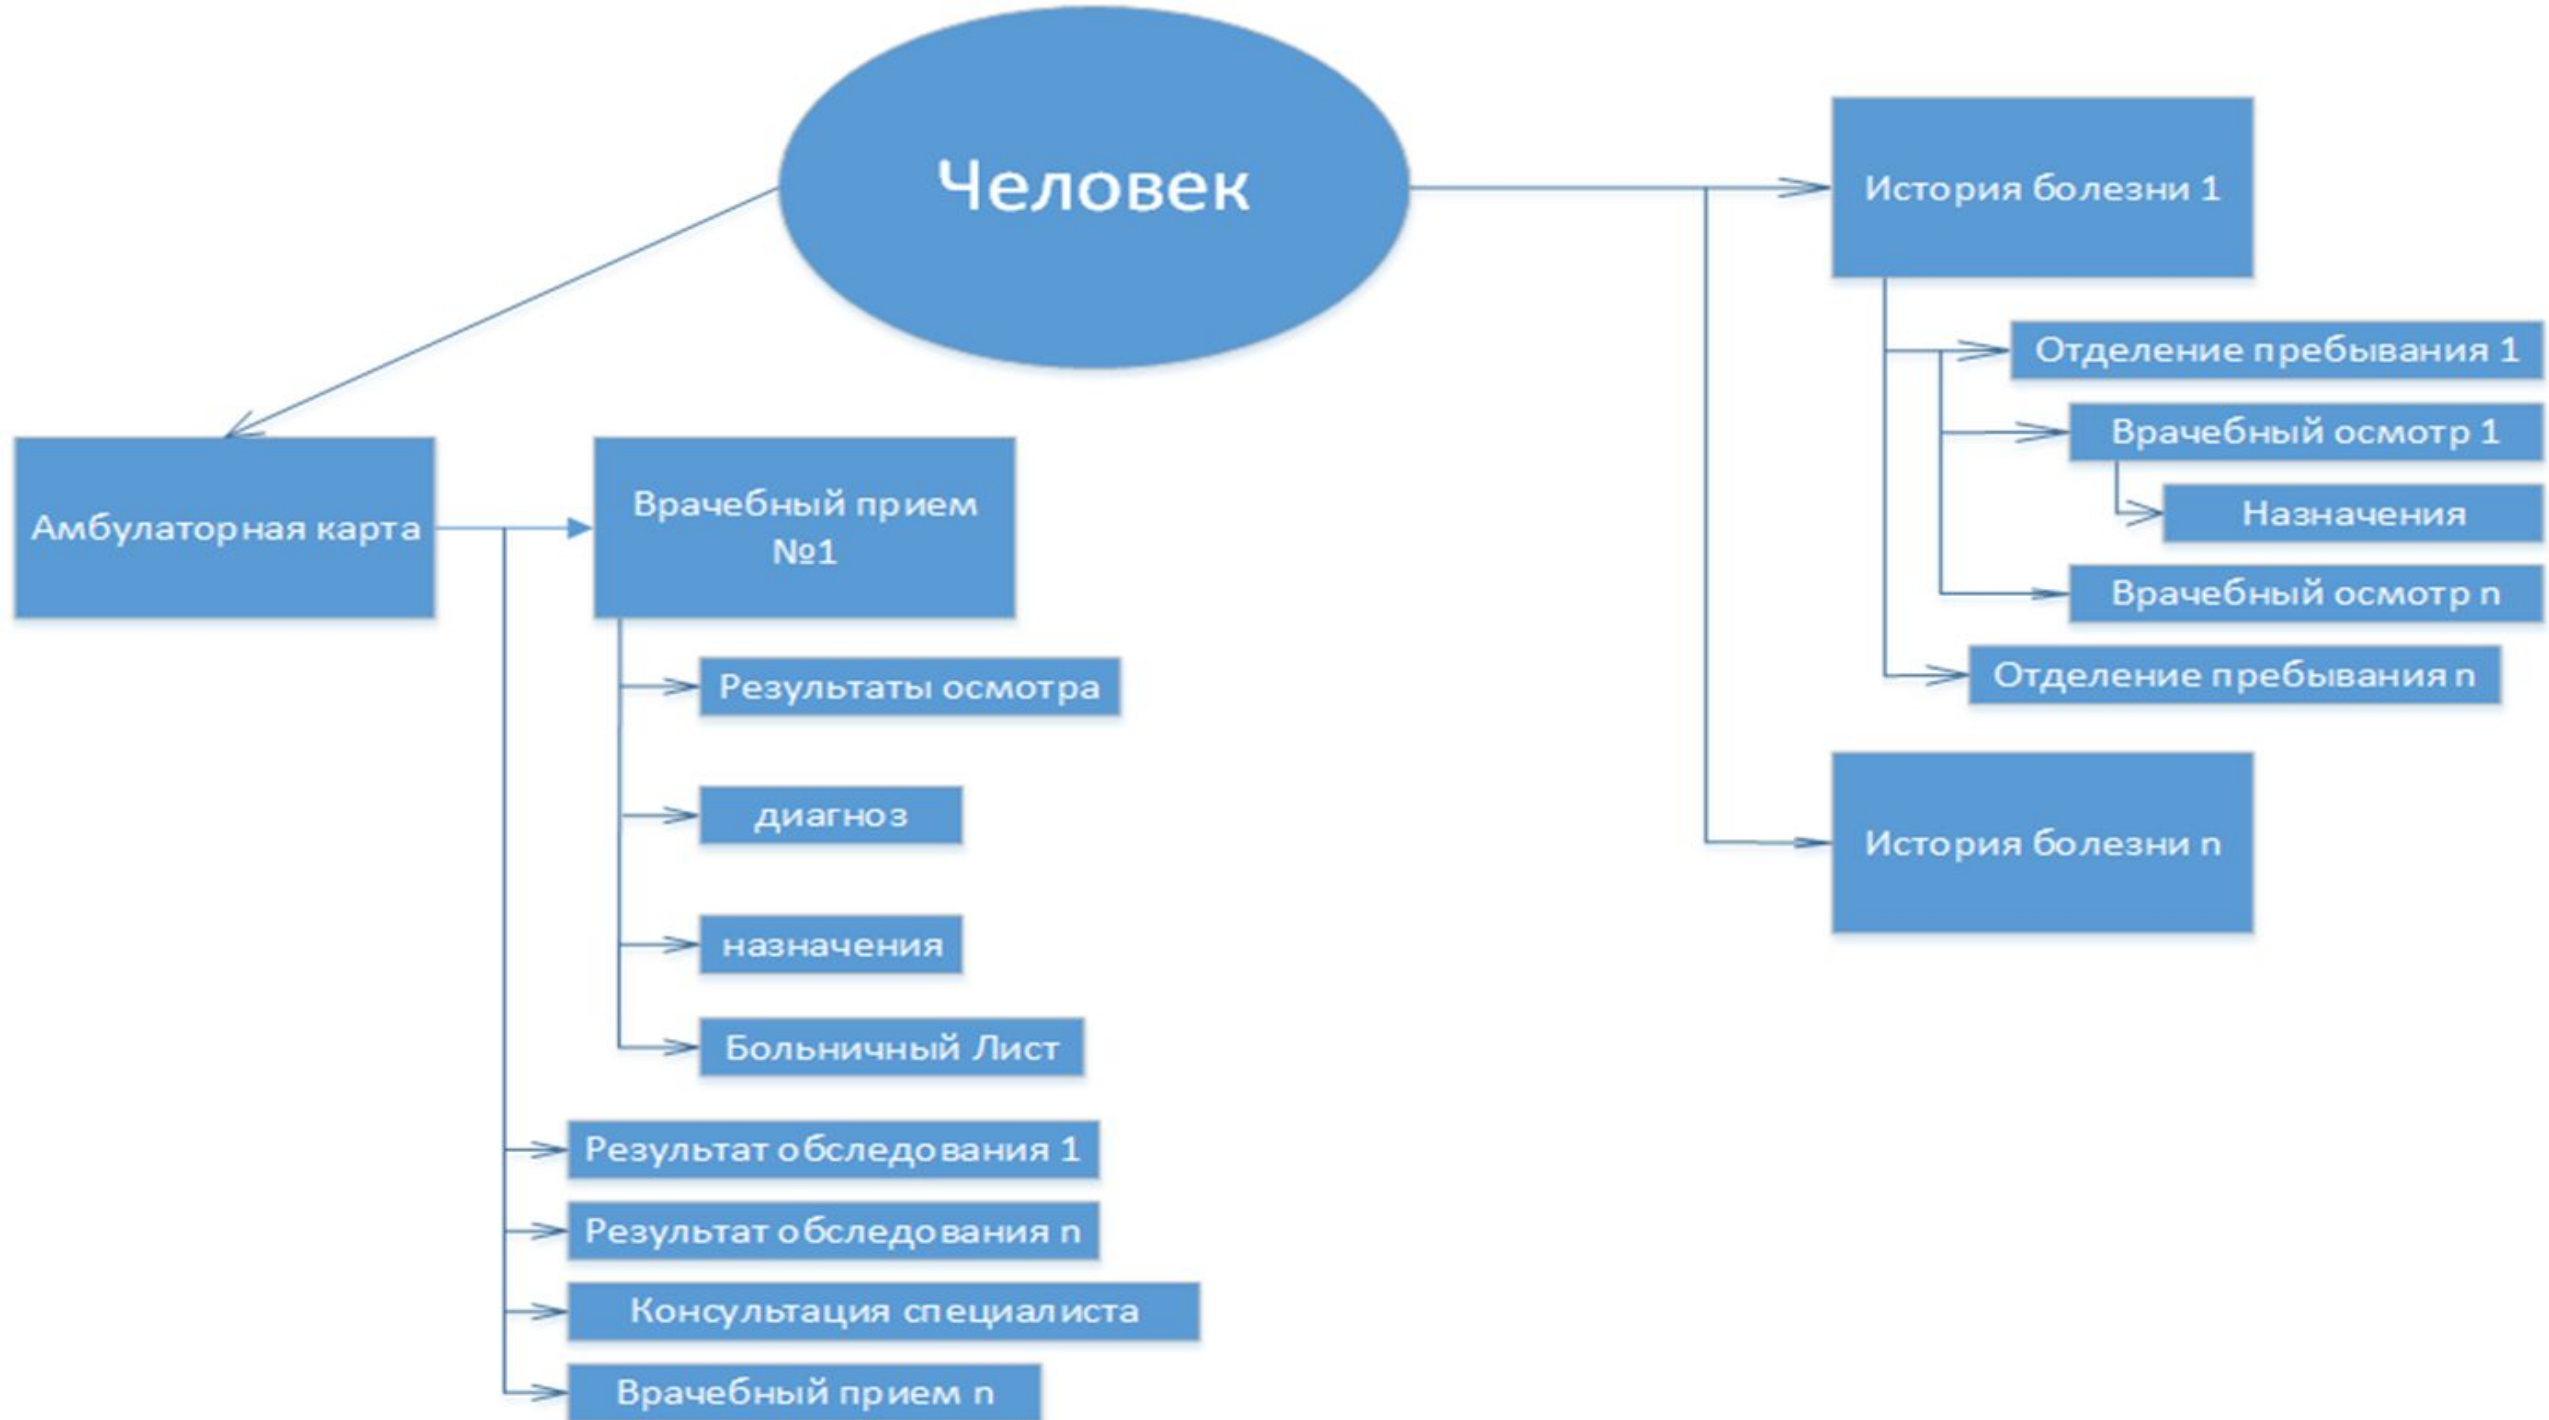 Человек
История болезни 1
Отделение пребывания 1
Врачебный осмотр 1
Назначения
Врачебный осмотр n
Отделение пребывания n
История болезни n
Амбулаторная карта
Врачебный прием
№1
Результаты осмотра
диагноз
назначения
Больничный Лист
Результат обследования 1
Результат обследования n
Консультация специалиста
Врачебный прием n